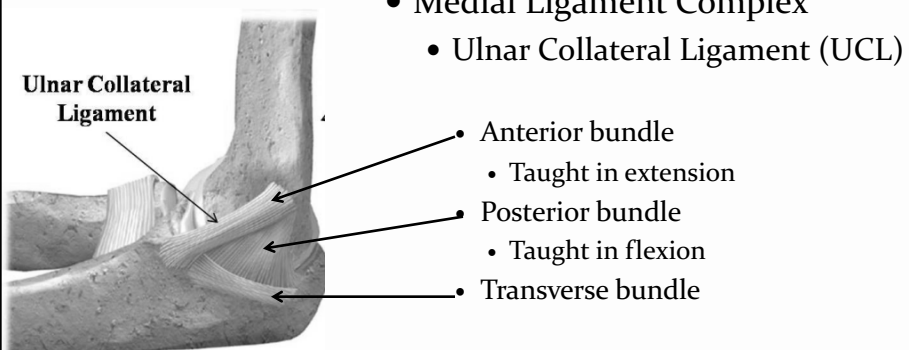 • Medial Ligament Complex
• Ulnar Collateral Ligament (UCL)
Ulnar Collateral
Ligament
• Anterior bundle
• Taught in extension
• Posterior bundle
• Taught in flexion
• Transverse bundle